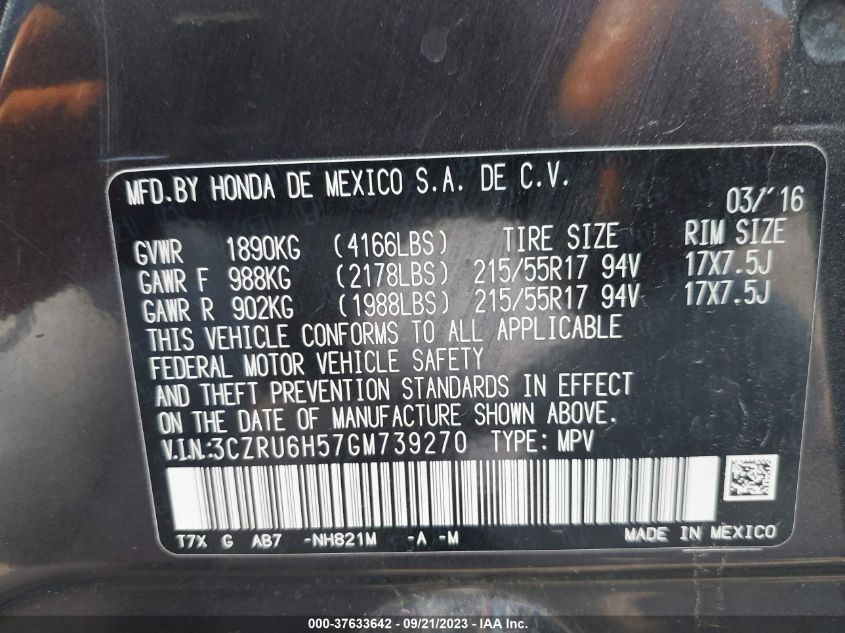 MFD.BY HONDA DE MEXICO S.A. DE C.V.
03/'16
GVWR 1890KG (4166LBS) TIRE SIZE RIM SIZE
GAWR F 988KG (2178LBS) 215/55R17 94V 17X7.5J
GAWR R 902KG (1988LBS) 215/55R17 94V 17X7.5J
THIS VEHICLE CONFORMS TO ALL APPLICABLE
FEDERAL MOTOR VEHICLE SAFETY
AND THEFT PREVENTION STANDARDS IN EFFECT
ON THE DATE OF MANUFACTURE SHOWN ABOVE.
V.I.N:3CZRU6H57GM739270 TYPE: MPV
T7X G AB7 -NH821M -A -M MADE IN MEXICO
000-37633642 - 09/21/2023 - IAA Inc.